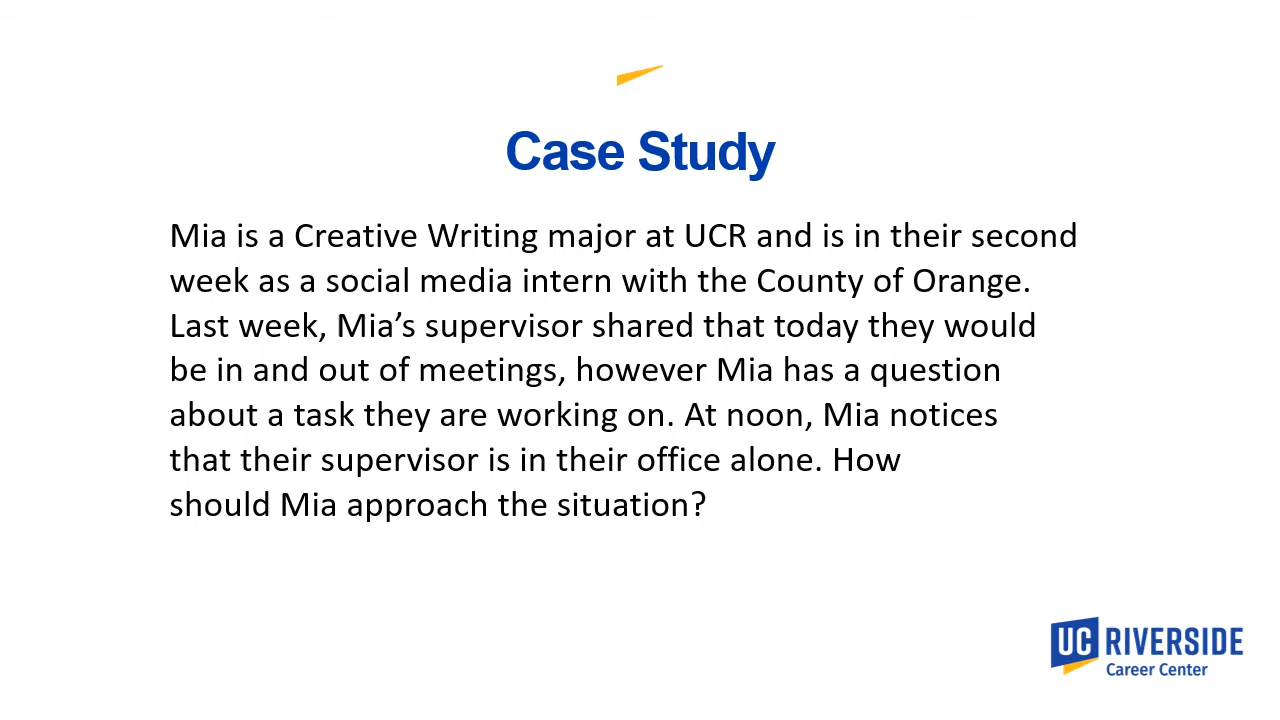 Case Study
Mia is a Creative Writing major at UCR and is in their second
week as a social media intern with the County of Orange.
Last week, Mia’s supervisor shared that today they would
be in and out of meetings, however Mia has a question
about a task they are working on. At noon, Mia notices
that their supervisor is in their office alone. How
should Mia approach the situation?
UC RIVERSIDE
Career Center